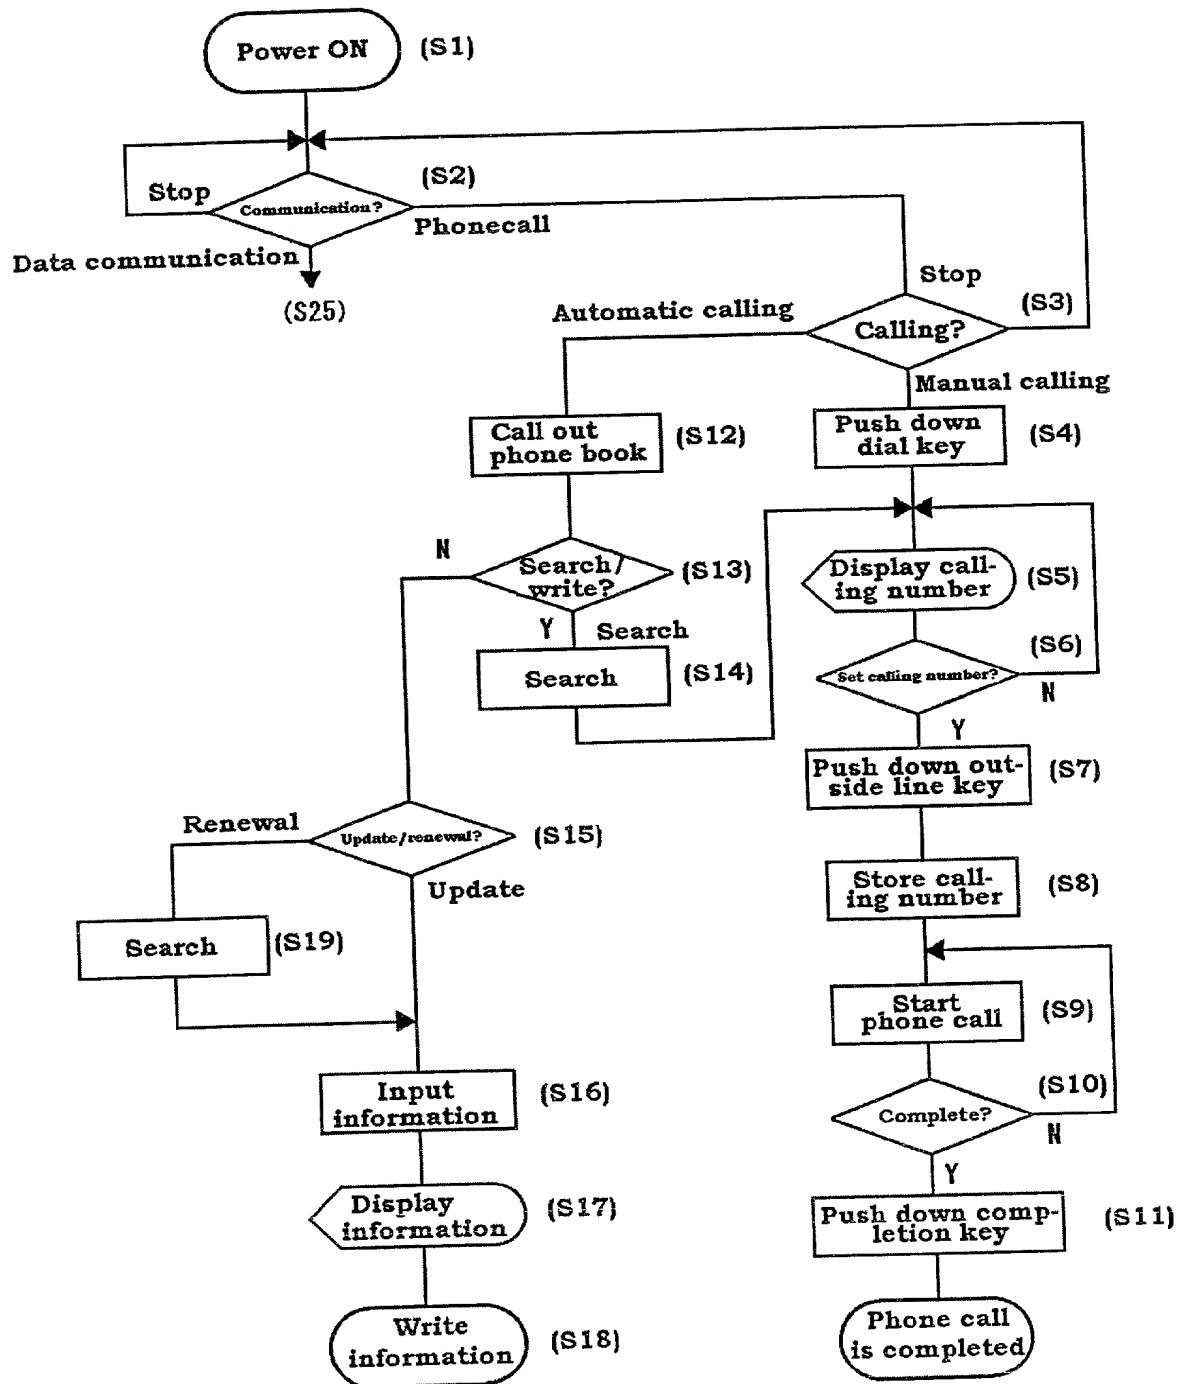 Power ON
(S1)
(S2)
Stop
Communication?
Phonecall
Data communication
(S25)
Stop
(S3)
Automatic calling
Calling?
Manual calling
Call out
phone book
(S12)
Push down
dial key
(S4)
N
Search/
write?
(S13)
Display call-
ing number
(S5)
Y
Search
(S6)
Search
(S14)
Set calling number?
N
Y
Push down out-
side line key
(S7)
Renewal
Update/renewal?
(S15)
Update
Store call-
ing number
(S8)
Search
(S19)
Start
phone call
(S9)
Input
information
(S16)
(S10)
Complete?
N
Y
Display
information
(S17)
Push down comp-
letion key
(S11)
Write
information
(S18)
Phone call
is completed